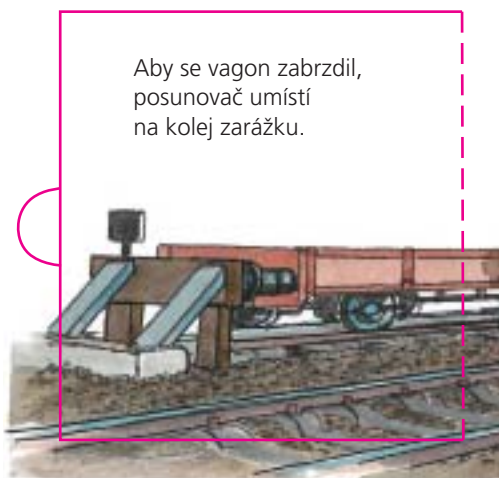 Aby se vagon zabrzdil,
posunovač umístí
na kolej zarážku.